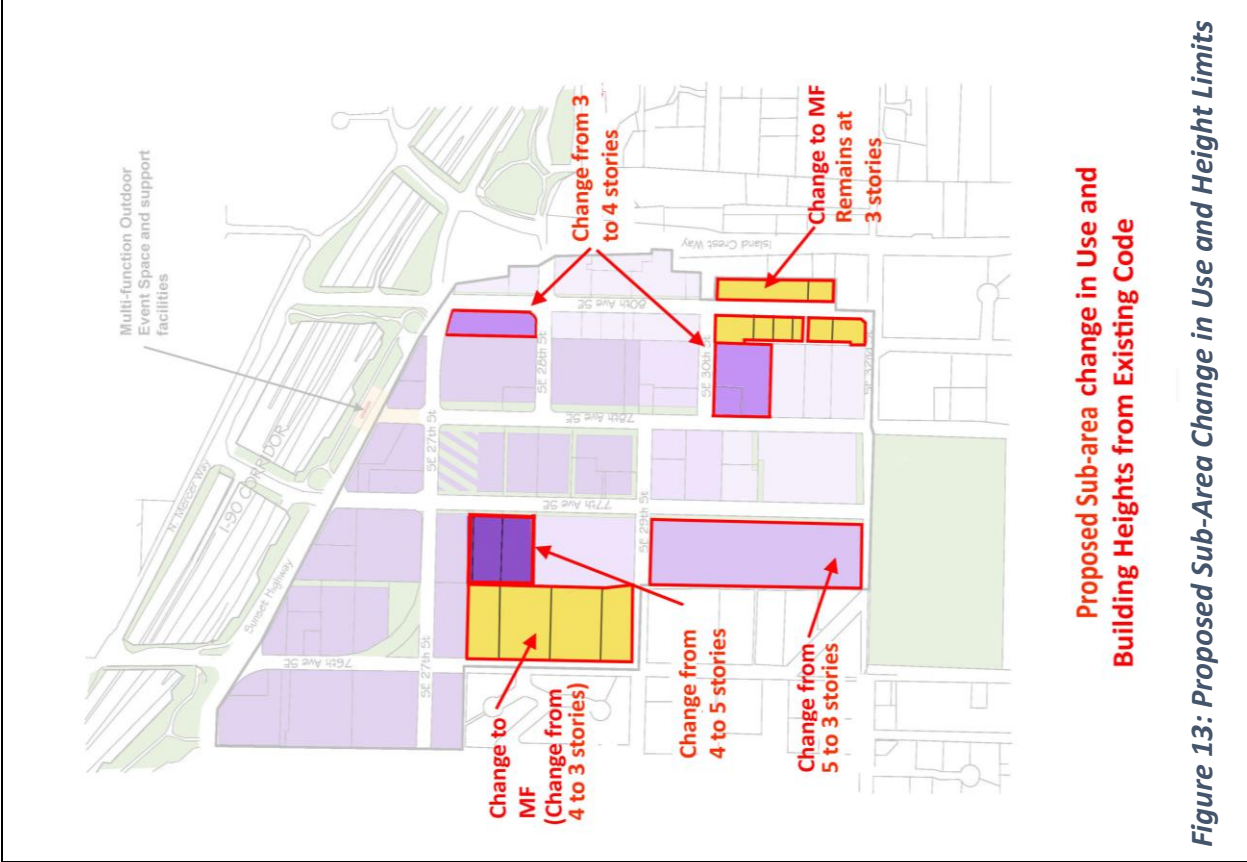 Multi-function Outdoor
Event Space and support
facilities
N. Mercer Way
I-90 CORRIDOR
Sunset Highway
76th Ave SE
SE 27th St
SE 27th St
77th Ave SE
78th Ave SE
80th Ave SE
SE 28th St
SE 29th St
SE 30th St
SE 32nd St
Island Crest Way
Change to
MF
(Change from
4 to 3 stories)
Change from 3
to 4 stories
Change from
4 to 5 stories
Change from
5 to 3 stories
Change to MF
Remains at
3 stories
Proposed Sub-area change in Use and
Building Heights from Existing Code
Figure 13: Proposed Sub-Area Change in Use and Height Limits